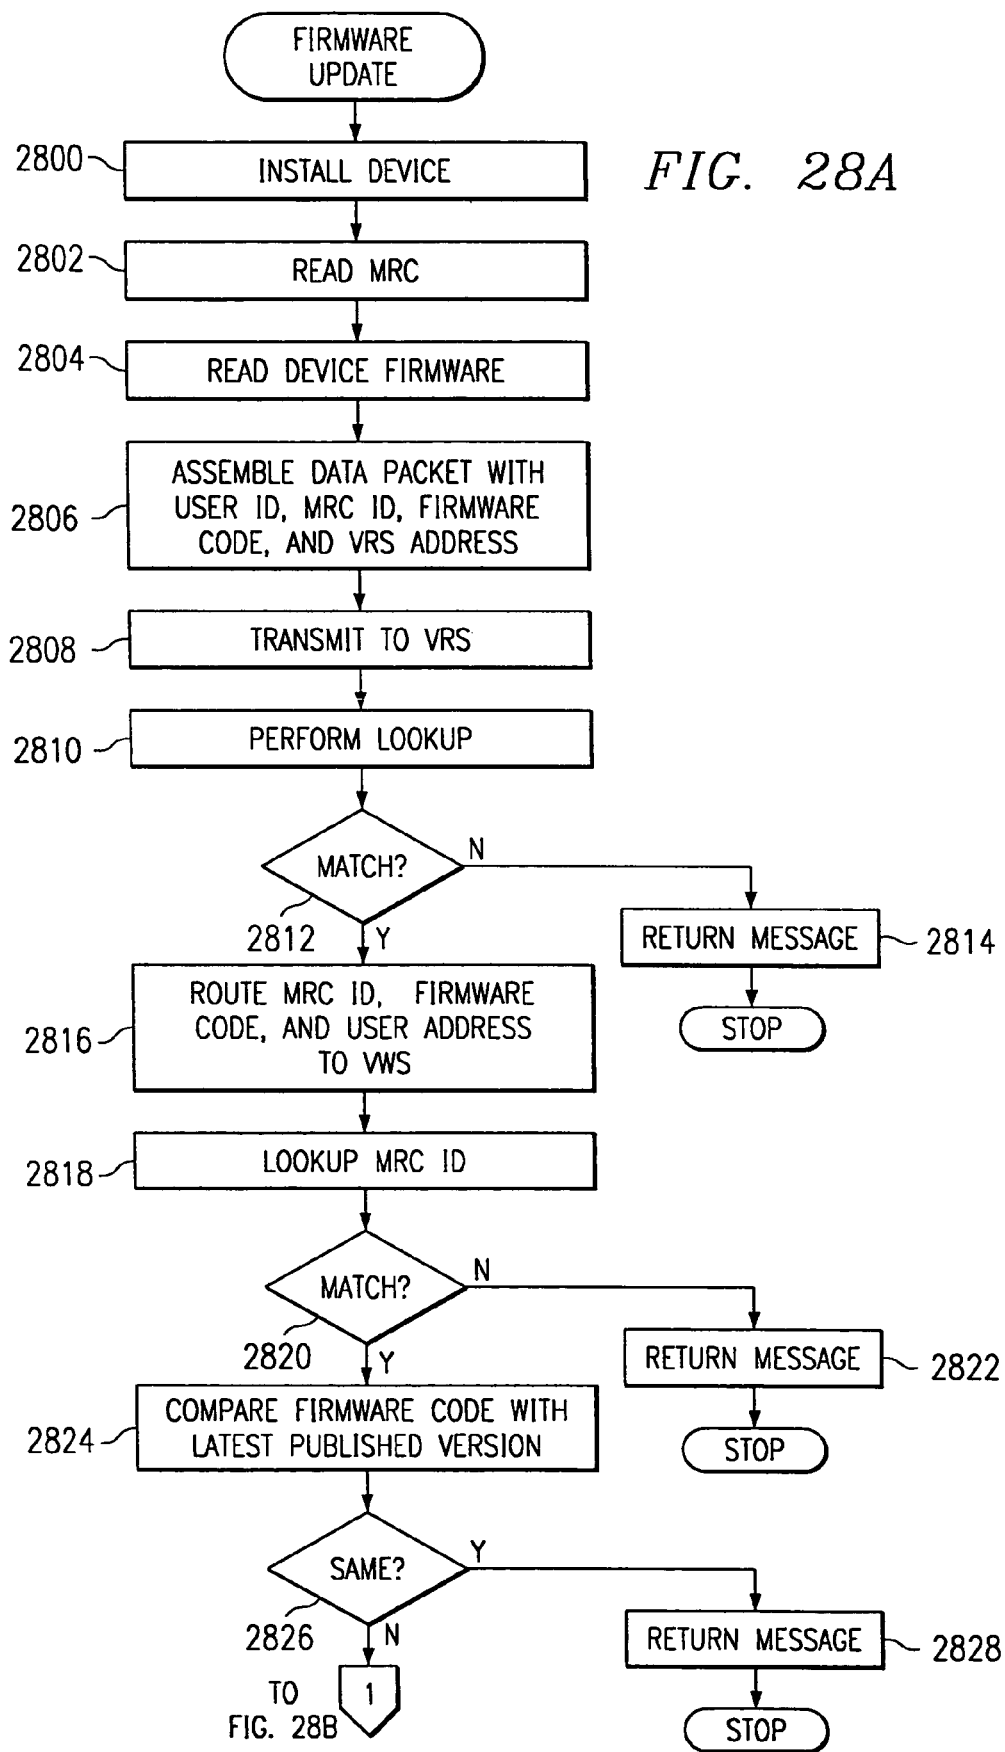 FIRMWARE
UPDATE
FIG. 28A
2800
INSTALL DEVICE
2802
READ MRC
2804
READ DEVICE FIRMWARE
2806
ASSEMBLE DATA PACKET WITH
USER ID, MRC ID, FIRMWARE
CODE, AND VRS ADDRESS
2808
TRANSMIT TO VRS
2810
PERFORM LOOKUP
MATCH?
N
2812
Y
RETURN MESSAGE
2814
STOP
2816
ROUTE MRC ID, FIRMWARE
CODE, AND USER ADDRESS
TO VWS
2818
LOOKUP MRC ID
MATCH?
N
2820
Y
RETURN MESSAGE
2822
STOP
2824
COMPARE FIRMWARE CODE WITH
LATEST PUBLISHED VERSION
SAME?
Y
2826
N
RETURN MESSAGE
2828
STOP
1
TO
FIG. 28B